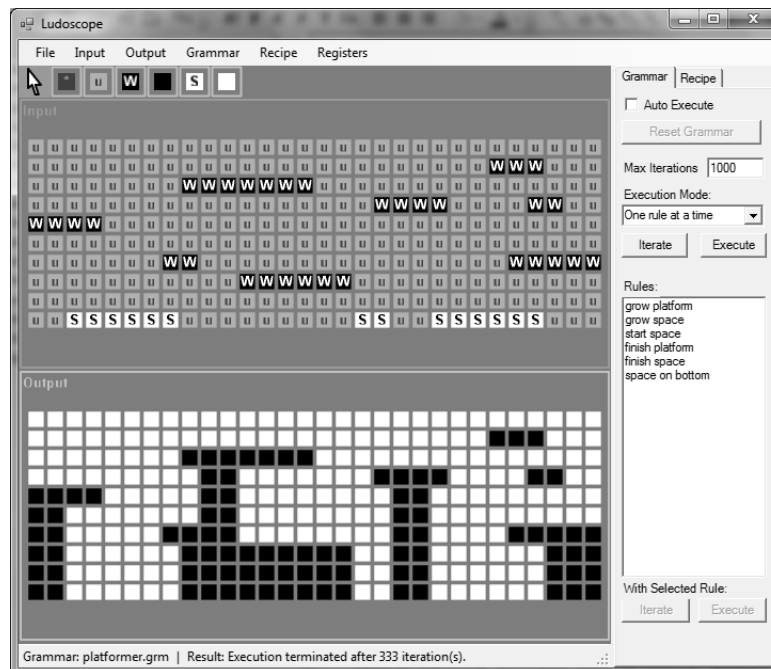 Ludoscope
File Input Output Grammar Recipe Registers
* u W S
Input
u u u u u u u u u u u u u u u u u u u u u u u u u u u u u u
u u u u u u u u u u u u u u u u u u u u u u u u W W W u u u
u u u u u u u u W W W W W W W u u u u u u u u u u u u u u u
u u u u u u u u u u u u u u u u u u W W W W u u u u W W u u
W W W W u u u u u u u u u u u u u u u u u u u u u u u u u u
u u u u u u u u u u u u u u u u u u u u u u u u u u u u u u
u u u u u u u W W u u u u u u u u u u u u u u u u W W W W W
u u u u u u u u u u u W W W W W W u u u u u u u u u u u u u
u u u u u u u u u u u u u u u u u u u u u u u u u u u u u u
u u S S S S S S u u u u u u u u u S S u u S S S S S S u u u
Output
Grammar Recipe
Auto Execute
Reset Grammar
Max Iterations 1000
Execution Mode:
One rule at a time
Iterate Execute
Rules:
grow platform
grow space
start space
finish platform
finish space
space on bottom
With Selected Rule:
Iterate Execute
Grammar: platformer.grm | Result: Execution terminated after 333 iteration(s).